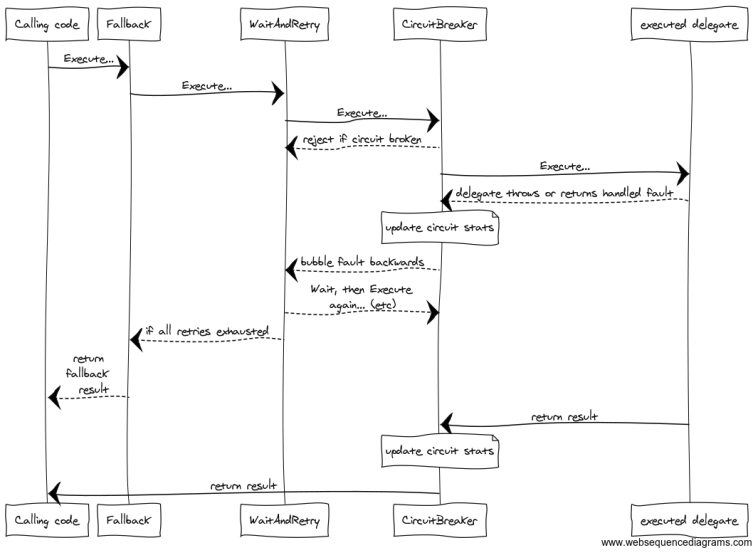 Calling code
Fallback
WaitAndRetry
CircuitBreaker
executed delegate
Execute...
Execute...
Execute...
reject if circuit broken
Execute...
delegate throws or returns handled fault
update circuit stats
bubble fault backwards
Wait, then Execute
again... (etc)
if all retries exhausted
return
fallback
result
return result
update circuit stats
return result
Calling code
Fallback
WaitAndRetry
CircuitBreaker
executed delegate
www.websequencediagrams.com